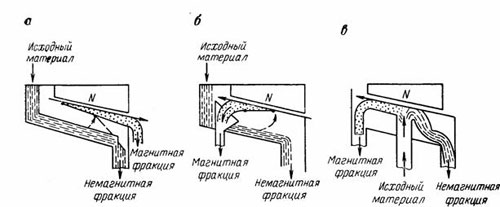 а
Исходный
материал
N
Магнитная
фракция
Немагнитная
фракция
б
Исходный
материал
N
Магнитная
фракция
Немагнитная
фракция
в
N
Магнитная
фракция
Исходный
материал
Немагнитная
фракция